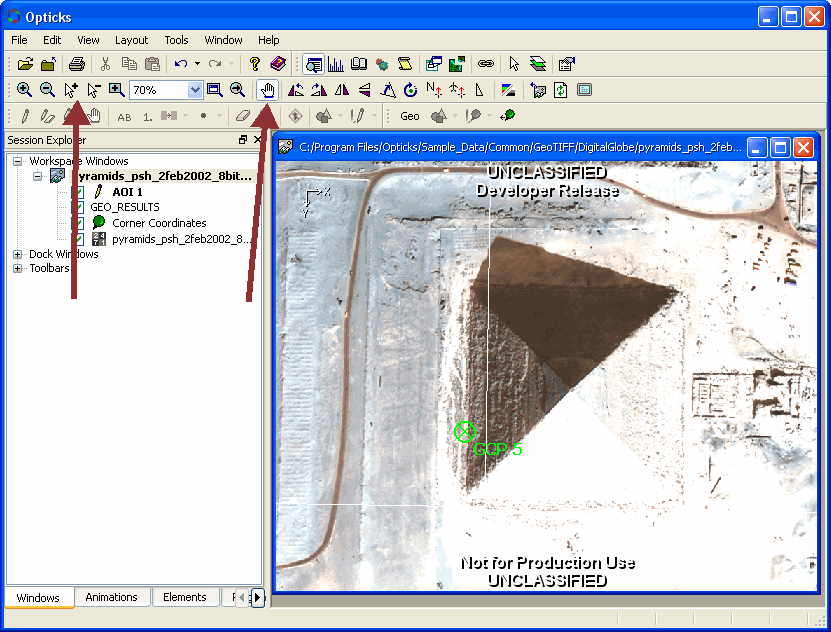 Opticks
File Edit View Layout Tools Window Help
70%
N
AB 1. Geo
Session Explorer
C:/Program Files/Opticks/Sample_Data/Common/GeoTIFF/DigitalGlobe/pyramids_psh_2feb...
Workspace Windows
pyramids_psh_2feb2002_8bit...
AOI 1
GEO_RESULTS
Corner Coordinates
pyramids_psh_2feb2002_8...
Dock Windows
Toolbars
UNCLASSIFIED
Developer Release
X
Y
GCP 5
Not for Production Use
UNCLASSIFIED
Windows Animations Elements